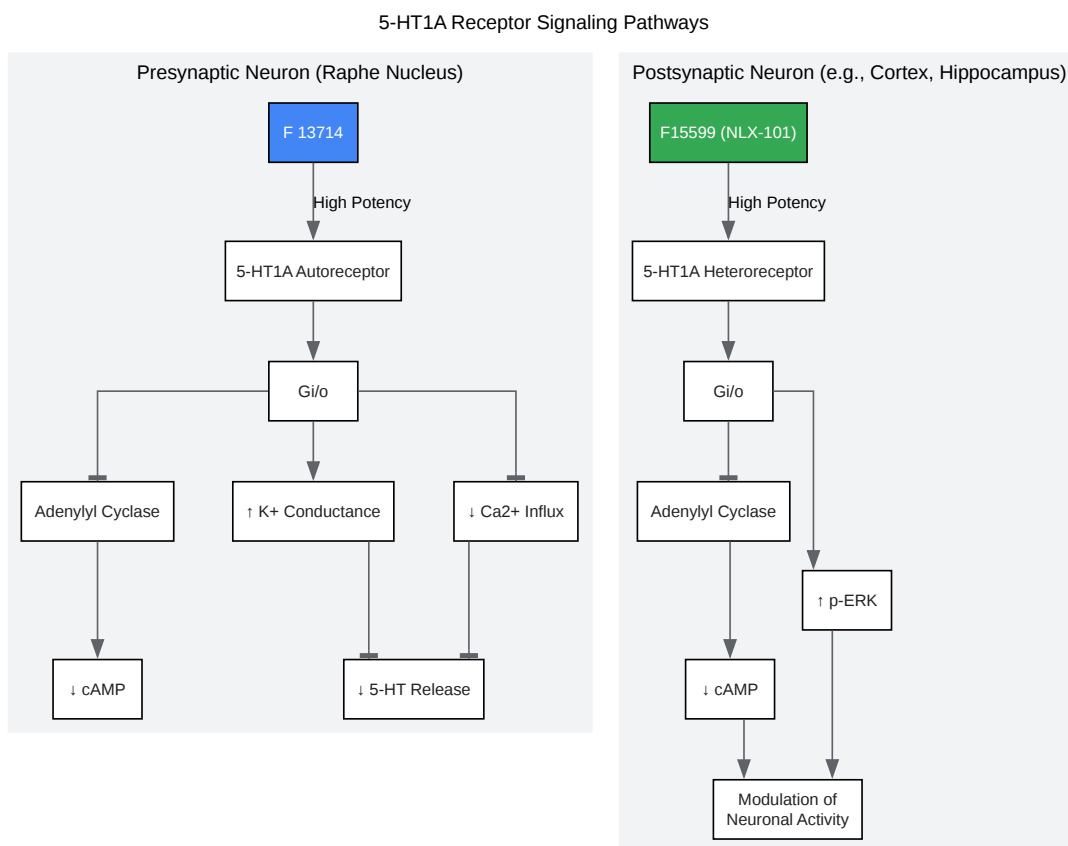 5-HT1A Receptor Signaling Pathways
Presynaptic Neuron (Raphe Nucleus)
F 13714
High Potency
5-HT1A Autoreceptor
Gi/o
Adenylyl Cyclase
↑ K+ Conductance
↓ Ca2+ Influx
↓ cAMP
↓ 5-HT Release
Postsynaptic Neuron (e.g., Cortex, Hippocampus)
F15599 (NLX-101)
High Potency
5-HT1A Heteroreceptor
Gi/o
Adenylyl Cyclase
↑ p-ERK
↓ cAMP
Modulation of
Neuronal Activity